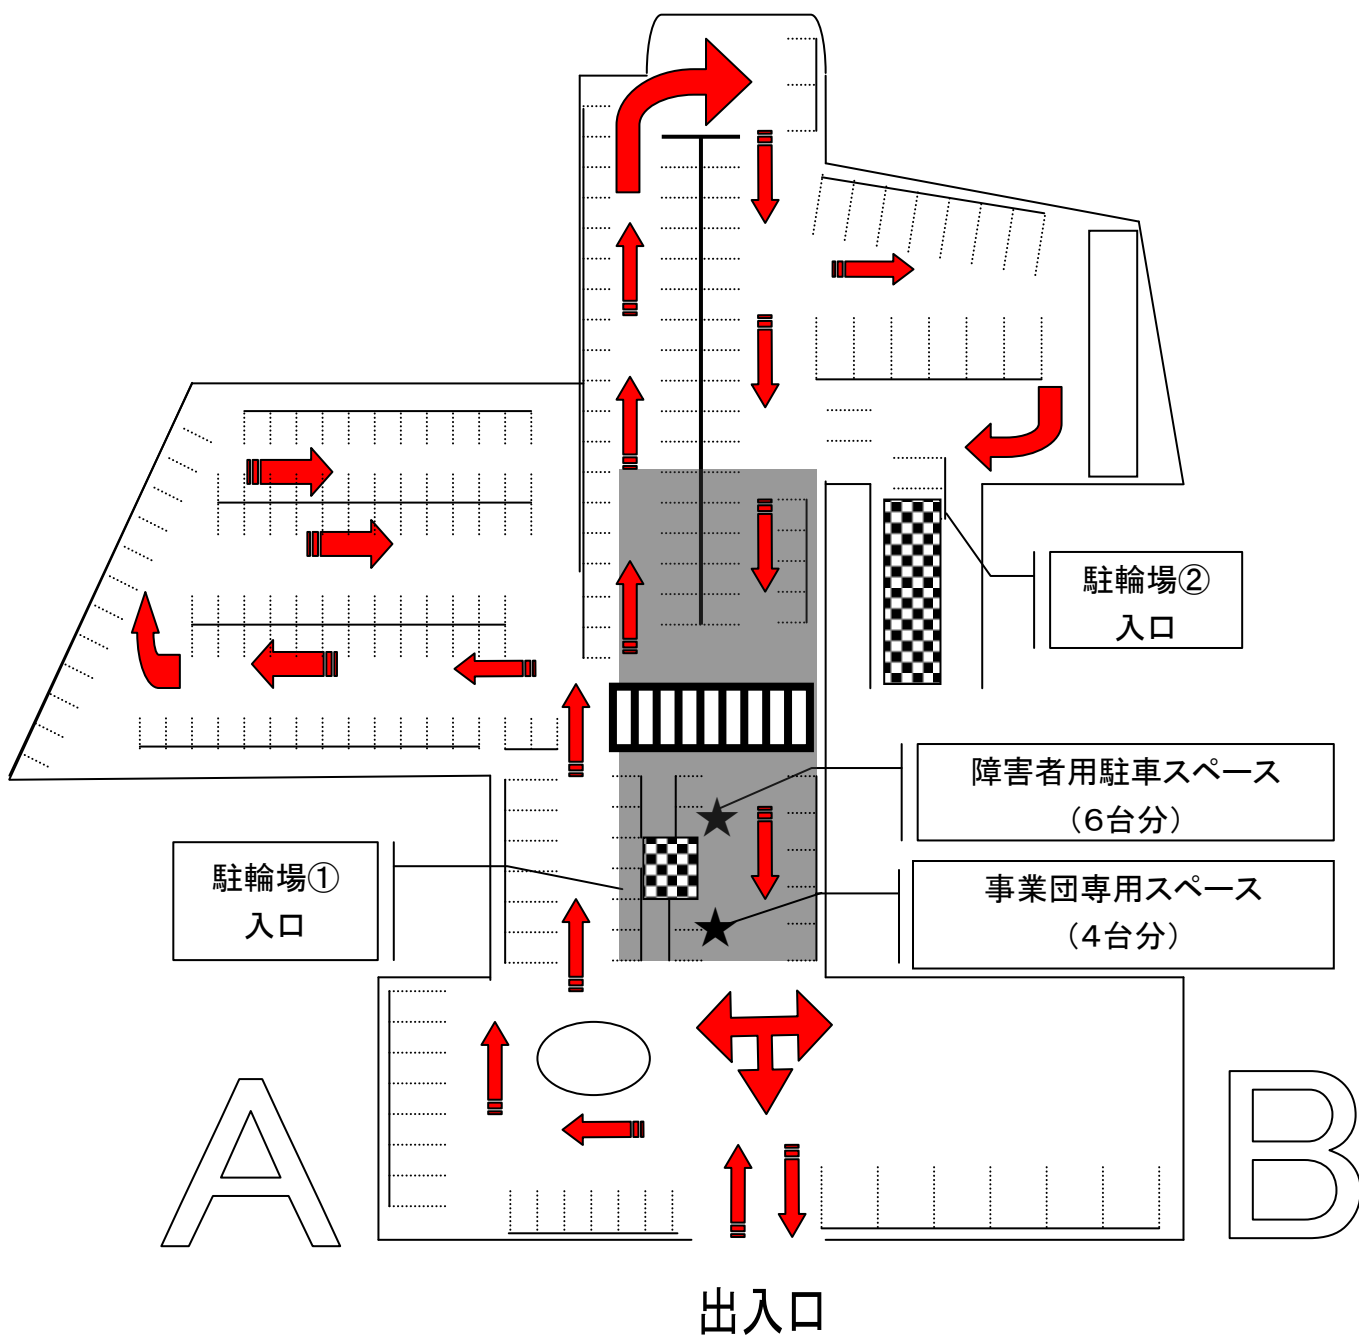 駐輪場②
入口
障害者用駐車スペース
（6台分）
駐輪場①
入口
事業団専用スペース
（4台分）
A
B
出入口